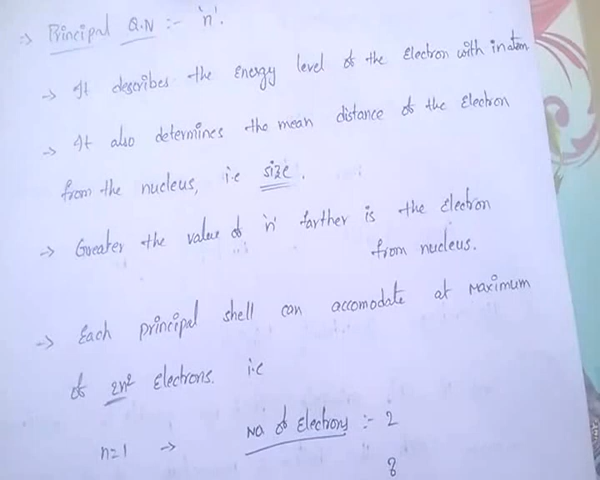 :-> Principal Q.N :- 'n'.
-> It describes the energy level of the Electron with in atom
-> It also determines the mean distance of the Electron
from the nucleus, i.e size.
-> Greater the value of 'n' farther is the Electron
from nucleus.
-> Each principal shell can accomodate at Maximum
of 2n² Electrons. i.e
n=1 -> No of Electrons :- 2
8